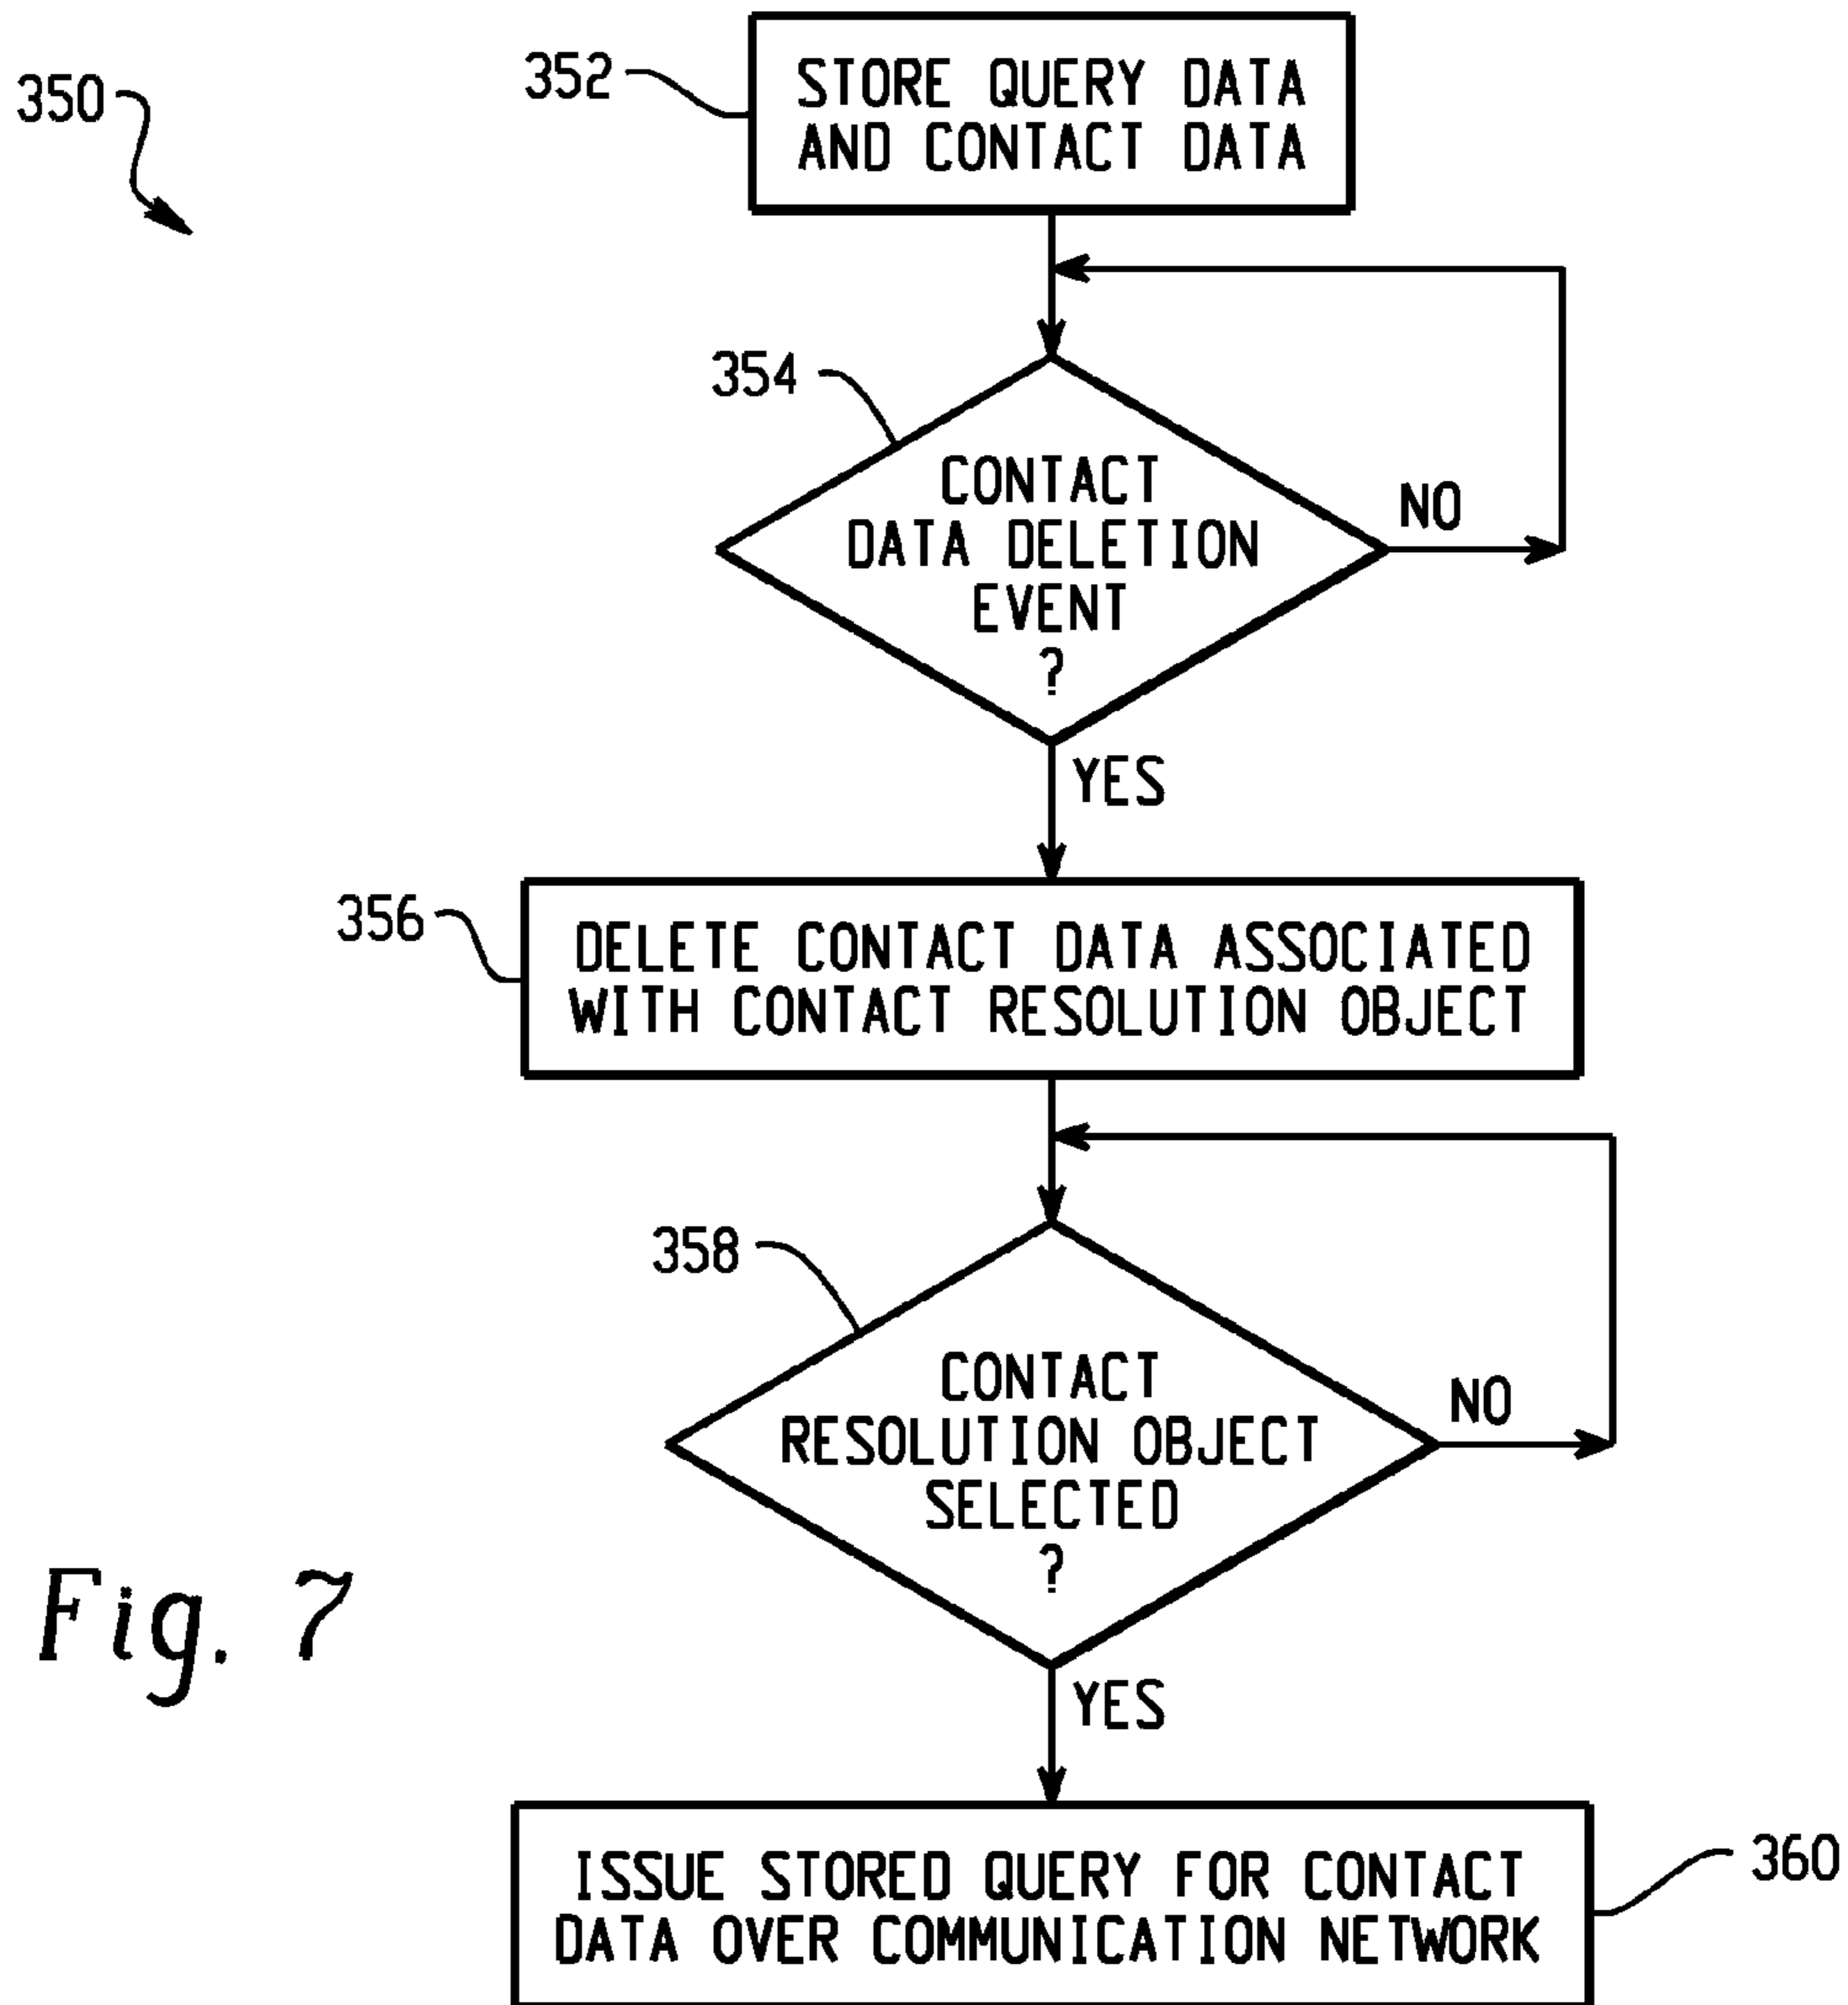 350
352
STORE QUERY DATA
AND CONTACT DATA
354
CONTACT
DATA DELETION
EVENT
?
NO
YES
356
DELETE CONTACT DATA ASSOCIATED
WITH CONTACT RESOLUTION OBJECT
358
CONTACT
RESOLUTION OBJECT
SELECTED
?
NO
YES
Fig. 7
ISSUE STORED QUERY FOR CONTACT
DATA OVER COMMUNICATION NETWORK
360